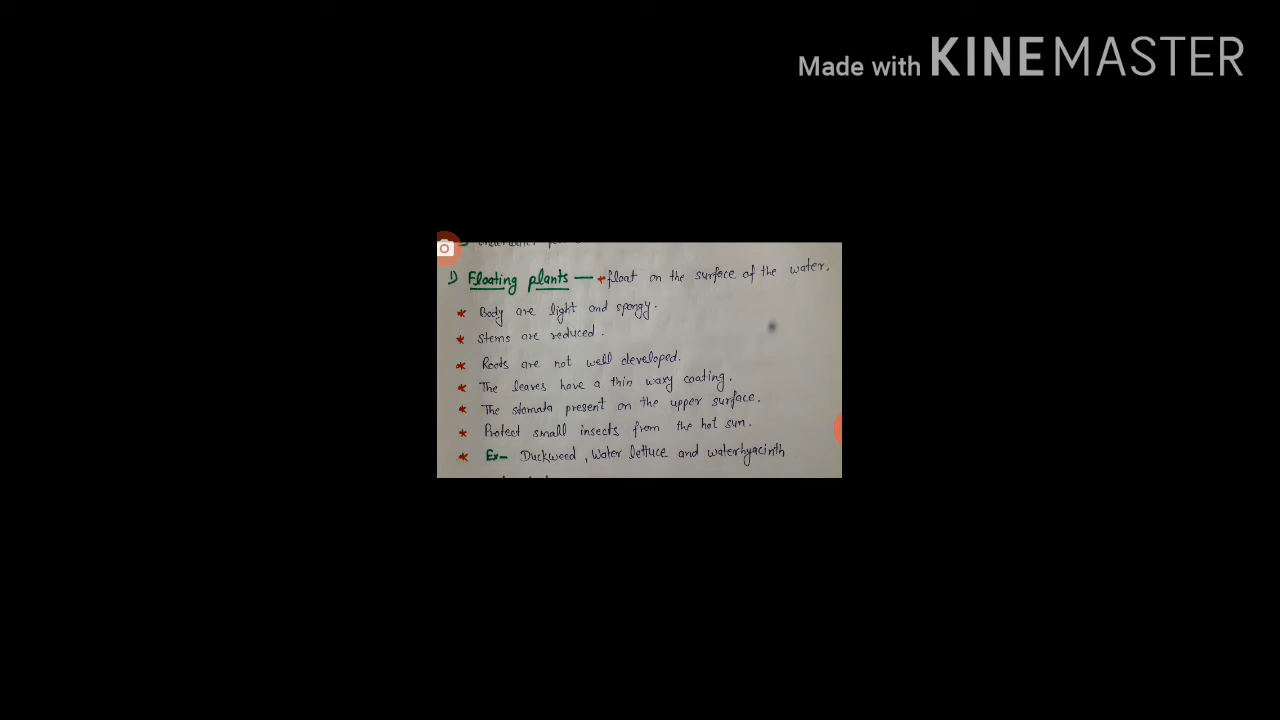 Made with KINEMASTER
1) Floating plants — * float on the surface of the water.
* Body are light and spongy.
* Stems are reduced.
* Roots are not well developed.
* The leaves have a thin waxy coating.
* The stomata present on the upper surface.
* Protect small insects from the hot sun.
* Ex- Duckweed, Water lettuce and waterhyacinth